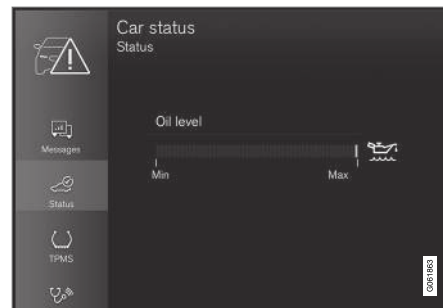 Car status
Status
Messages
Status
TPMS
Oil level
Min Max
G061863